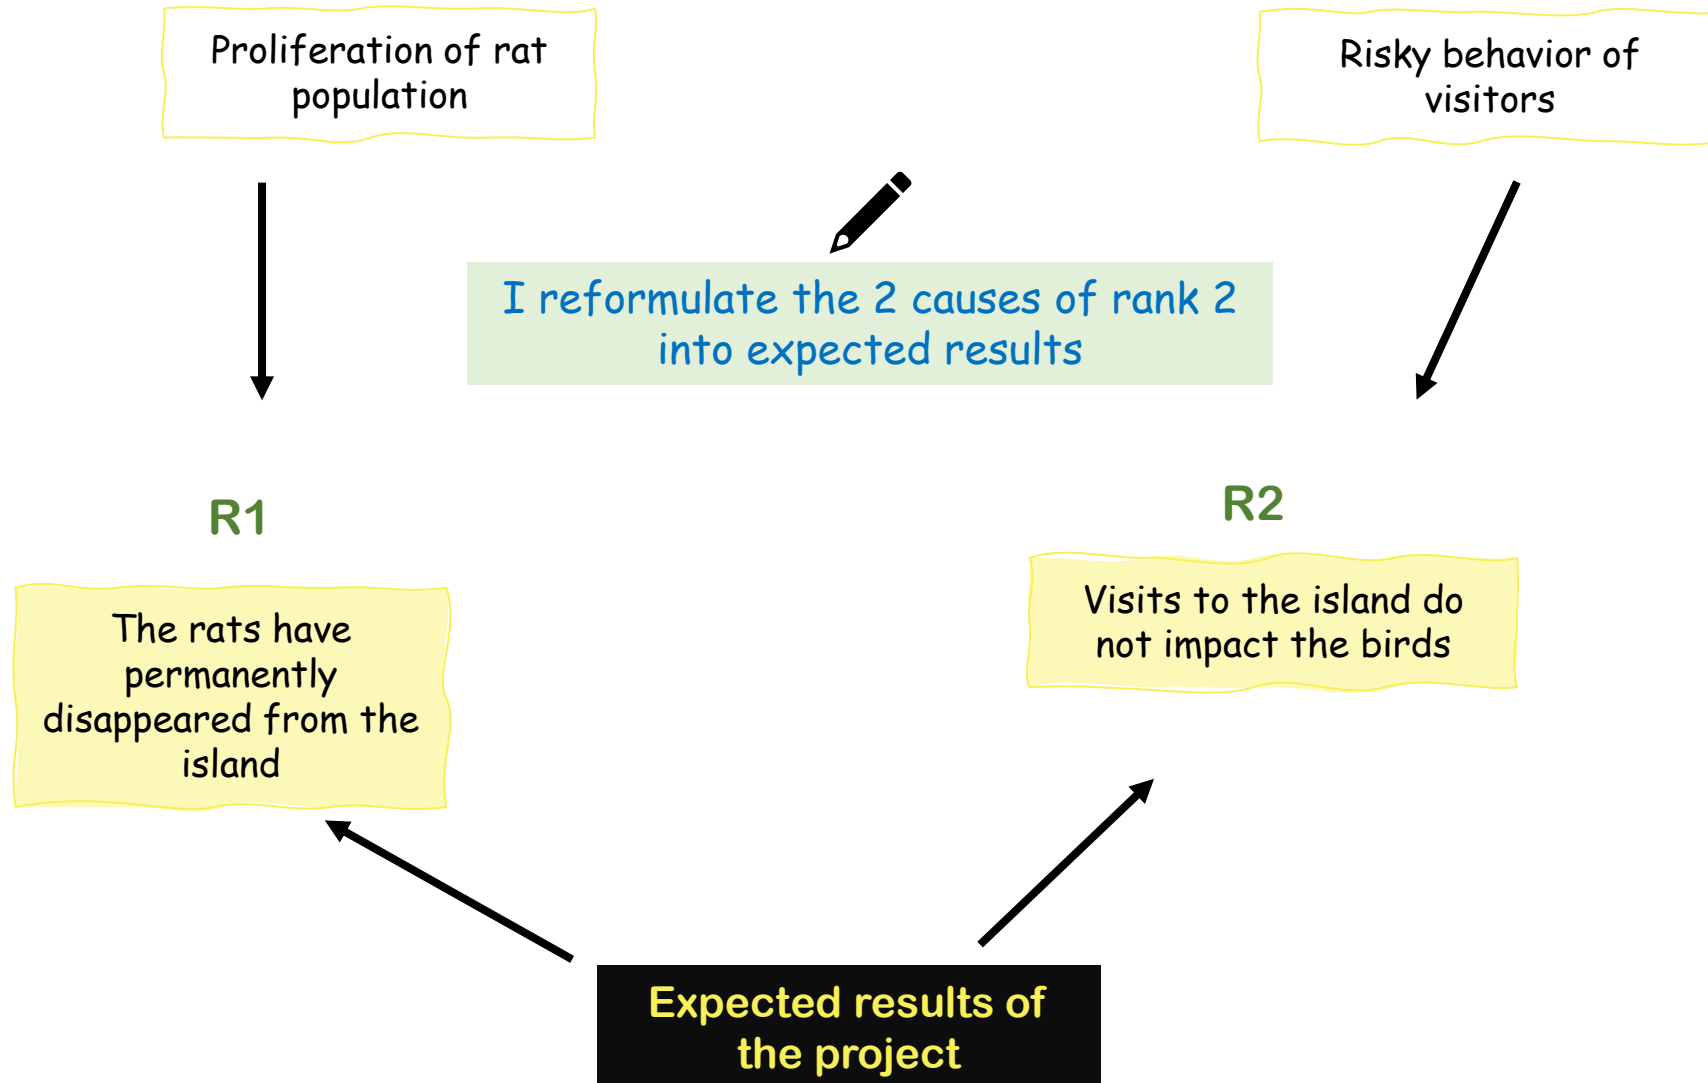 Proliferation of rat
population
Risky behavior of
visitors
I reformulate the 2 causes of rank 2
into expected results
R1
The rats have
permanently
disappeared from the
island
R2
Visits to the island do
not impact the birds
Expected results of
the project